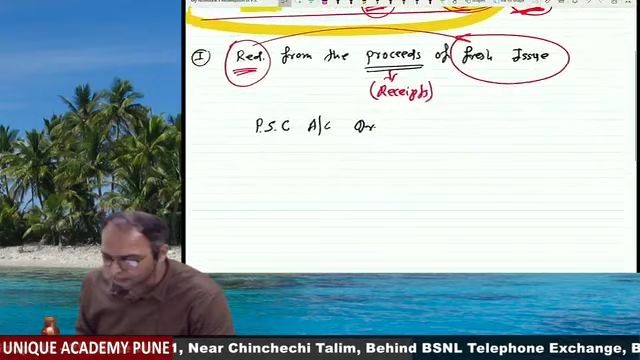 I Red. from the proceeds of fresh Issue
(Receipts)
P.S.C A/c Dr.
UNIQUE ACADEMY PUNE 1, Near Chinchechi Talim, Behind BSNL Telephone Exchange, B